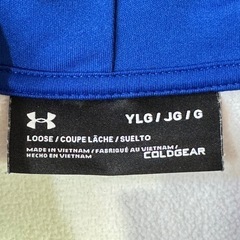 YLG / JG / G
LOOSE / COUPE LÂCHE / SUELTO
MADE IN VIETNAM / FABRIQUÉ AU VIETNAM /
HECHO EN VIETNAM
COLDGEAR